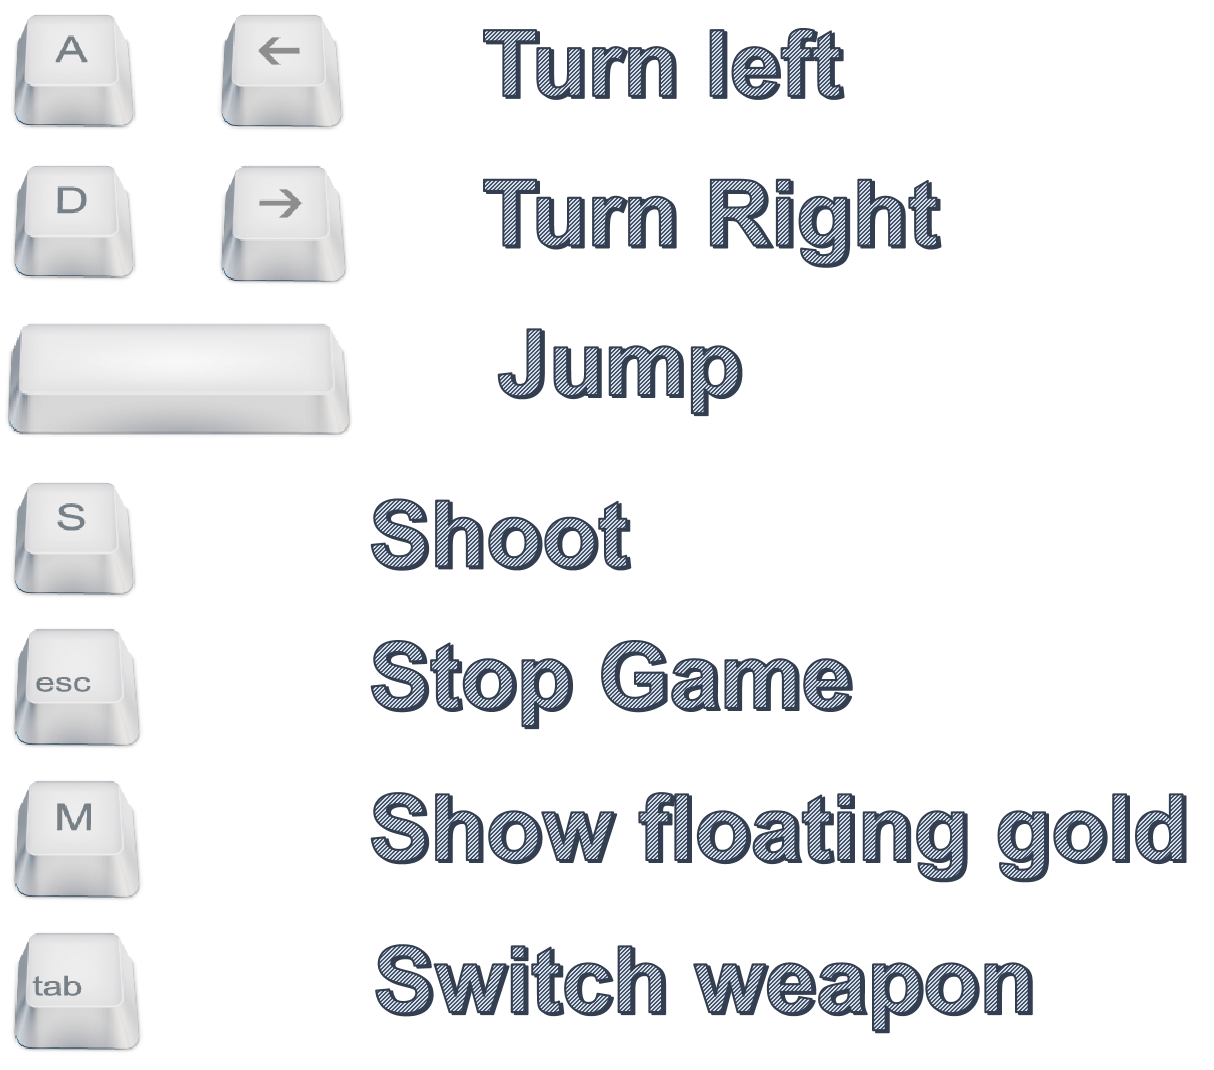 A ← Turn left
D → Turn Right
Jump
S Shoot
esc Stop Game
M Show floating gold
tab Switch weapon